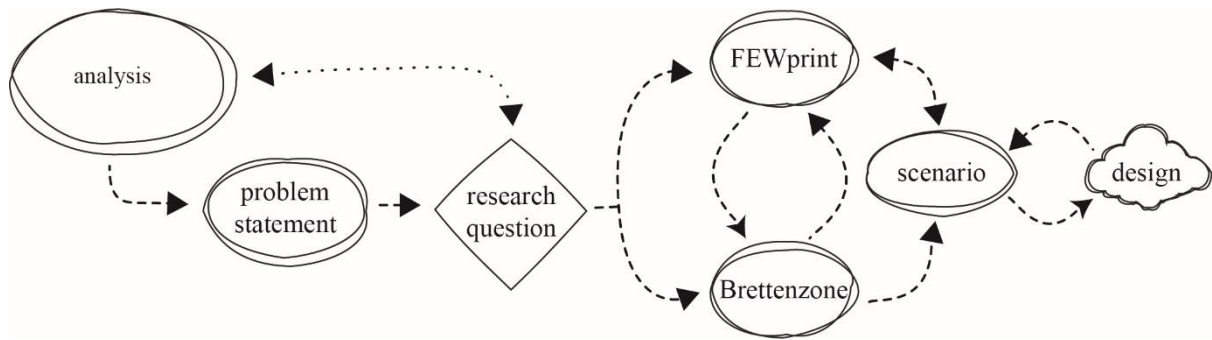 analysis
problem
statement
research
question
FEWprint
Brettenzone
scenario
design